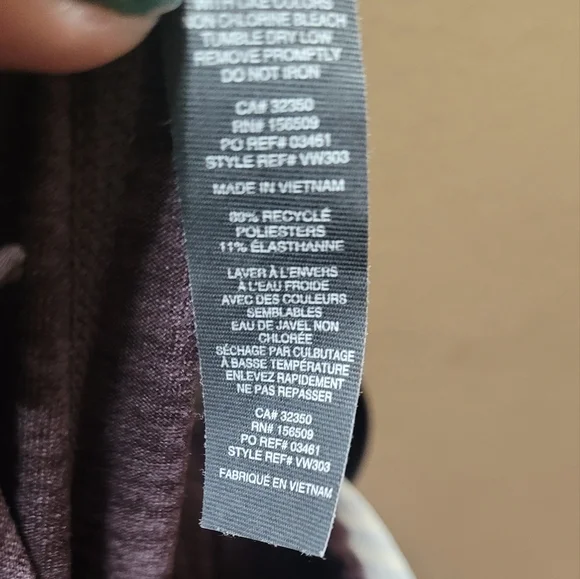 WITH LIKE COLORS
NON CHLORINE BLEACH
TUMBLE DRY LOW
REMOVE PROMPTLY
DO NOT IRON
CA# 32350
RN# 156509
PO REF# 03461
STYLE REF# VW303
MADE IN VIETNAM
89% RECYCLÉ
POLIESTERS
11% ÉLASTHANNE
LAVER À L'ENVERS
À L'EAU FROIDE
AVEC DES COULEURS
SEMBLABLES
EAU DE JAVEL NON
CHLORÉE
SÉCHAGE PAR CULBUTAGE
À BASSE TEMPÉRATURE
ENLEVEZ RAPIDEMENT
NE PAS REPASSER
CA# 32350
RN# 156509
PO REF# 03461
STYLE REF# VW303
FABRIQUÉ EN VIETNAM